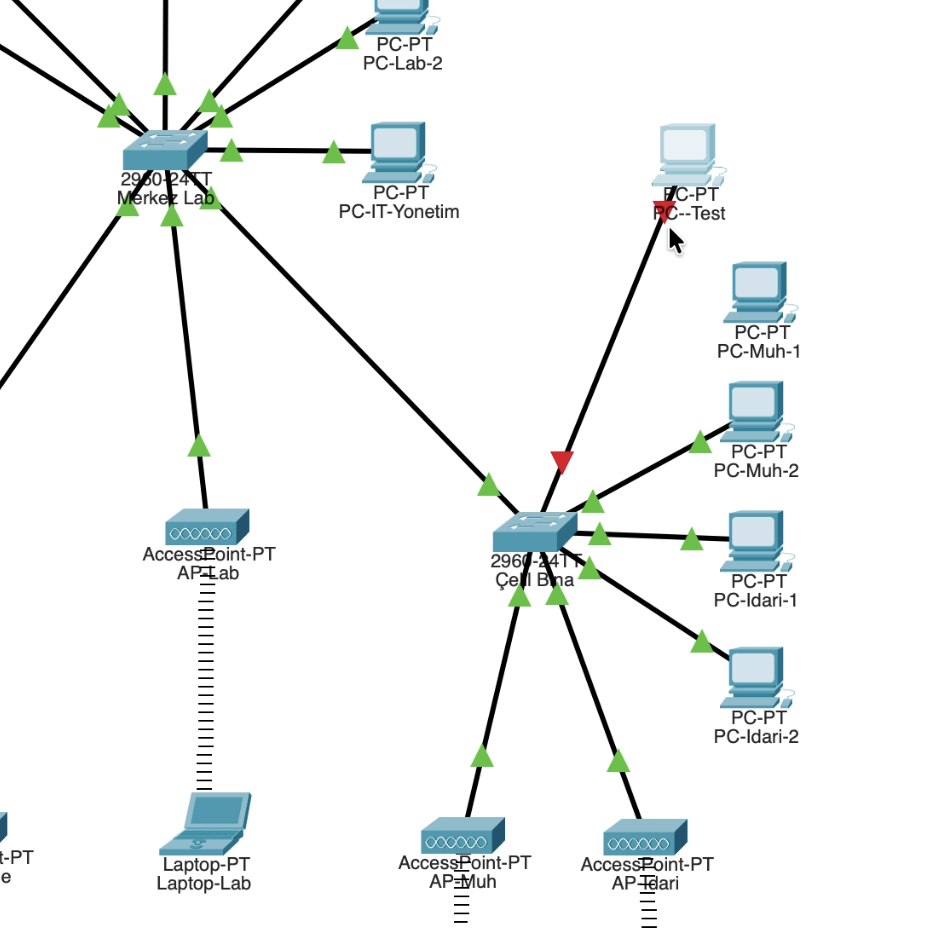 PC-PT
PC-Lab-2
2960-24TT
Merkez Lab
PC-PT
PC-IT-Yonetim
PC-PT
PC--Test
PC-PT
PC-Muh-1
PC-PT
PC-Muh-2
AccessPoint-PT
AP-Lab
2960-24TT
PC-PT
PC-Idari-1
PC-PT
PC-Idari-2
t-PT
e
Laptop-PT
Laptop-Lab
AccessPoint-PT
AP-Muh
AccessPoint-PT
AP-Idari